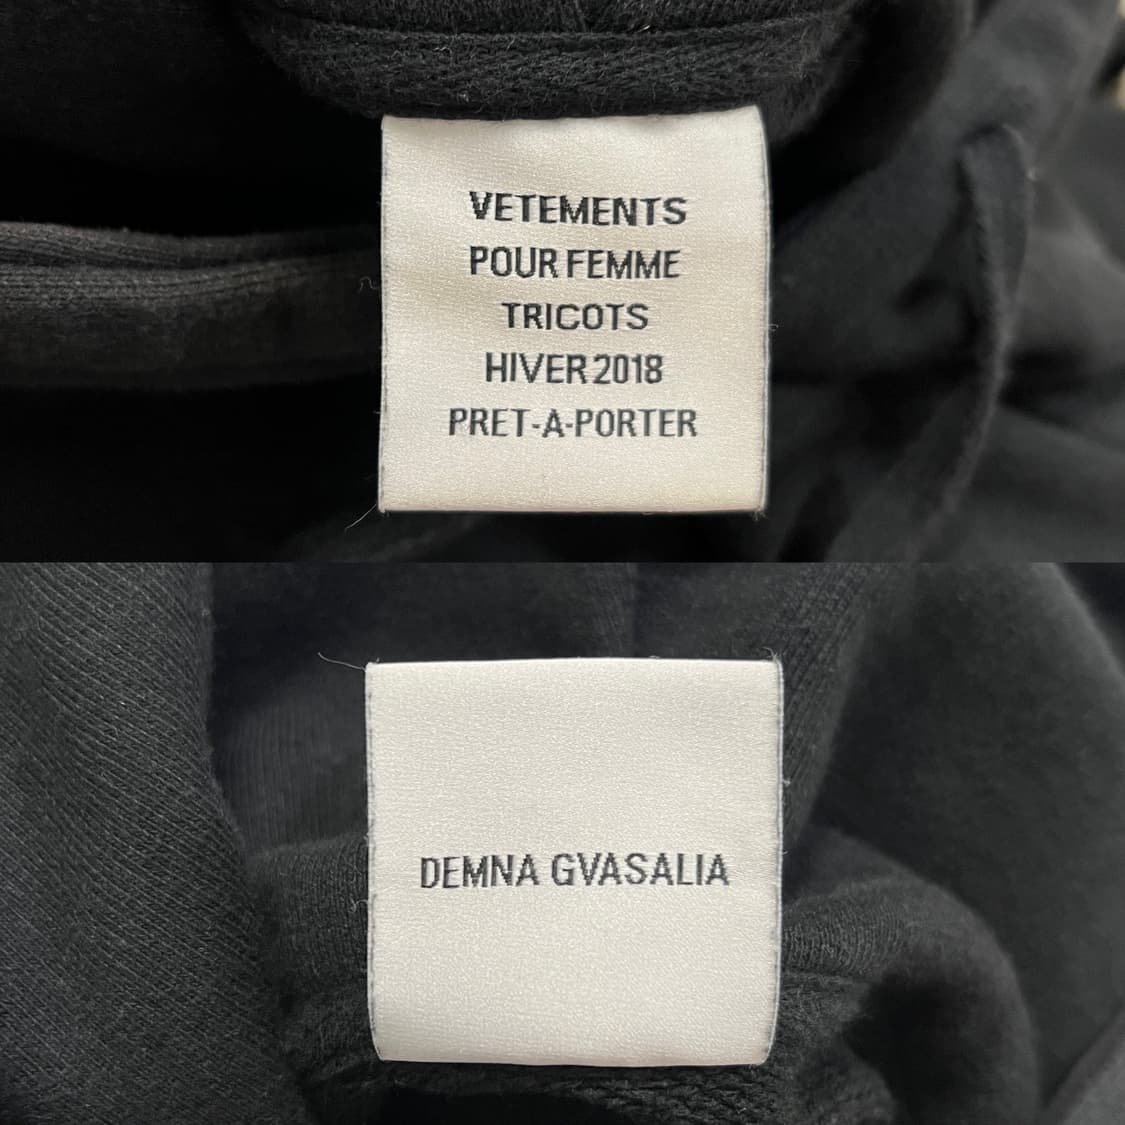 VETEMENTS
POUR FEMME
TRICOTS
HIVER 2018
PRET-A-PORTER
DEMNA GVASALIA